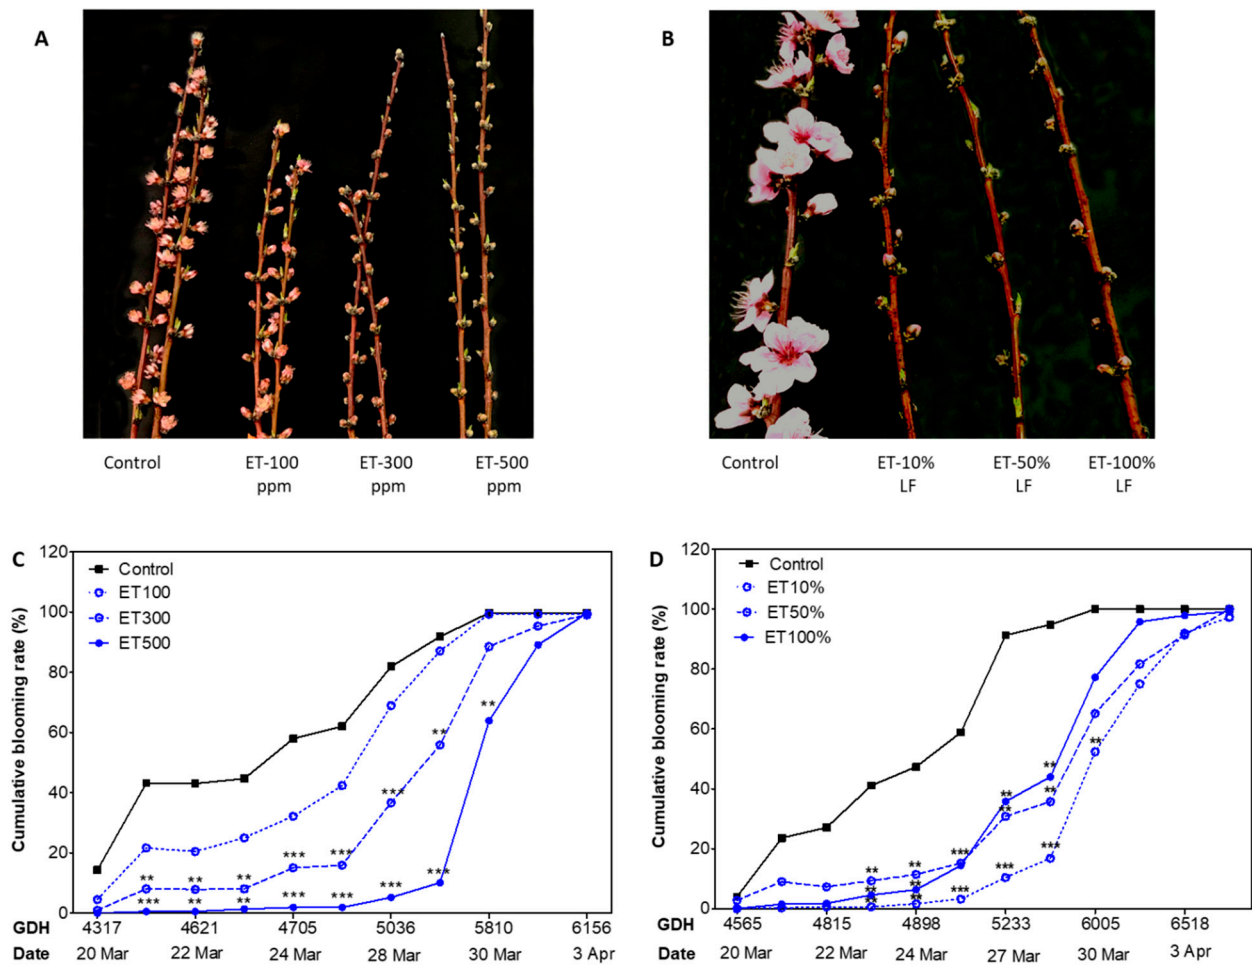 A
B
Control
ET-100
ppm
ET-300
ppm
ET-500
ppm
Control
ET-10%
LF
ET-50%
LF
ET-100%
LF
C
Cumulative blooming rate (%)
120
100
80
60
40
20
0
Control
ET100
ET300
ET500
** ** ** *** *** *** **
*** ** ** *** *** *** *** **
GDH 4317 4621 4705 5036 5810 6156
Date 20 Mar 22 Mar 24 Mar 28 Mar 30 Mar 3 Apr
D
Cumulative blooming rate (%)
120
100
80
60
40
20
0
Control
ET10%
ET50%
ET100%
** ** *** ** **
** ** ** **
** ** *** *** *** **
GDH 4565 4815 4898 5233 6005 6518
Date 20 Mar 22 Mar 24 Mar 27 Mar 30 Mar 3 Apr